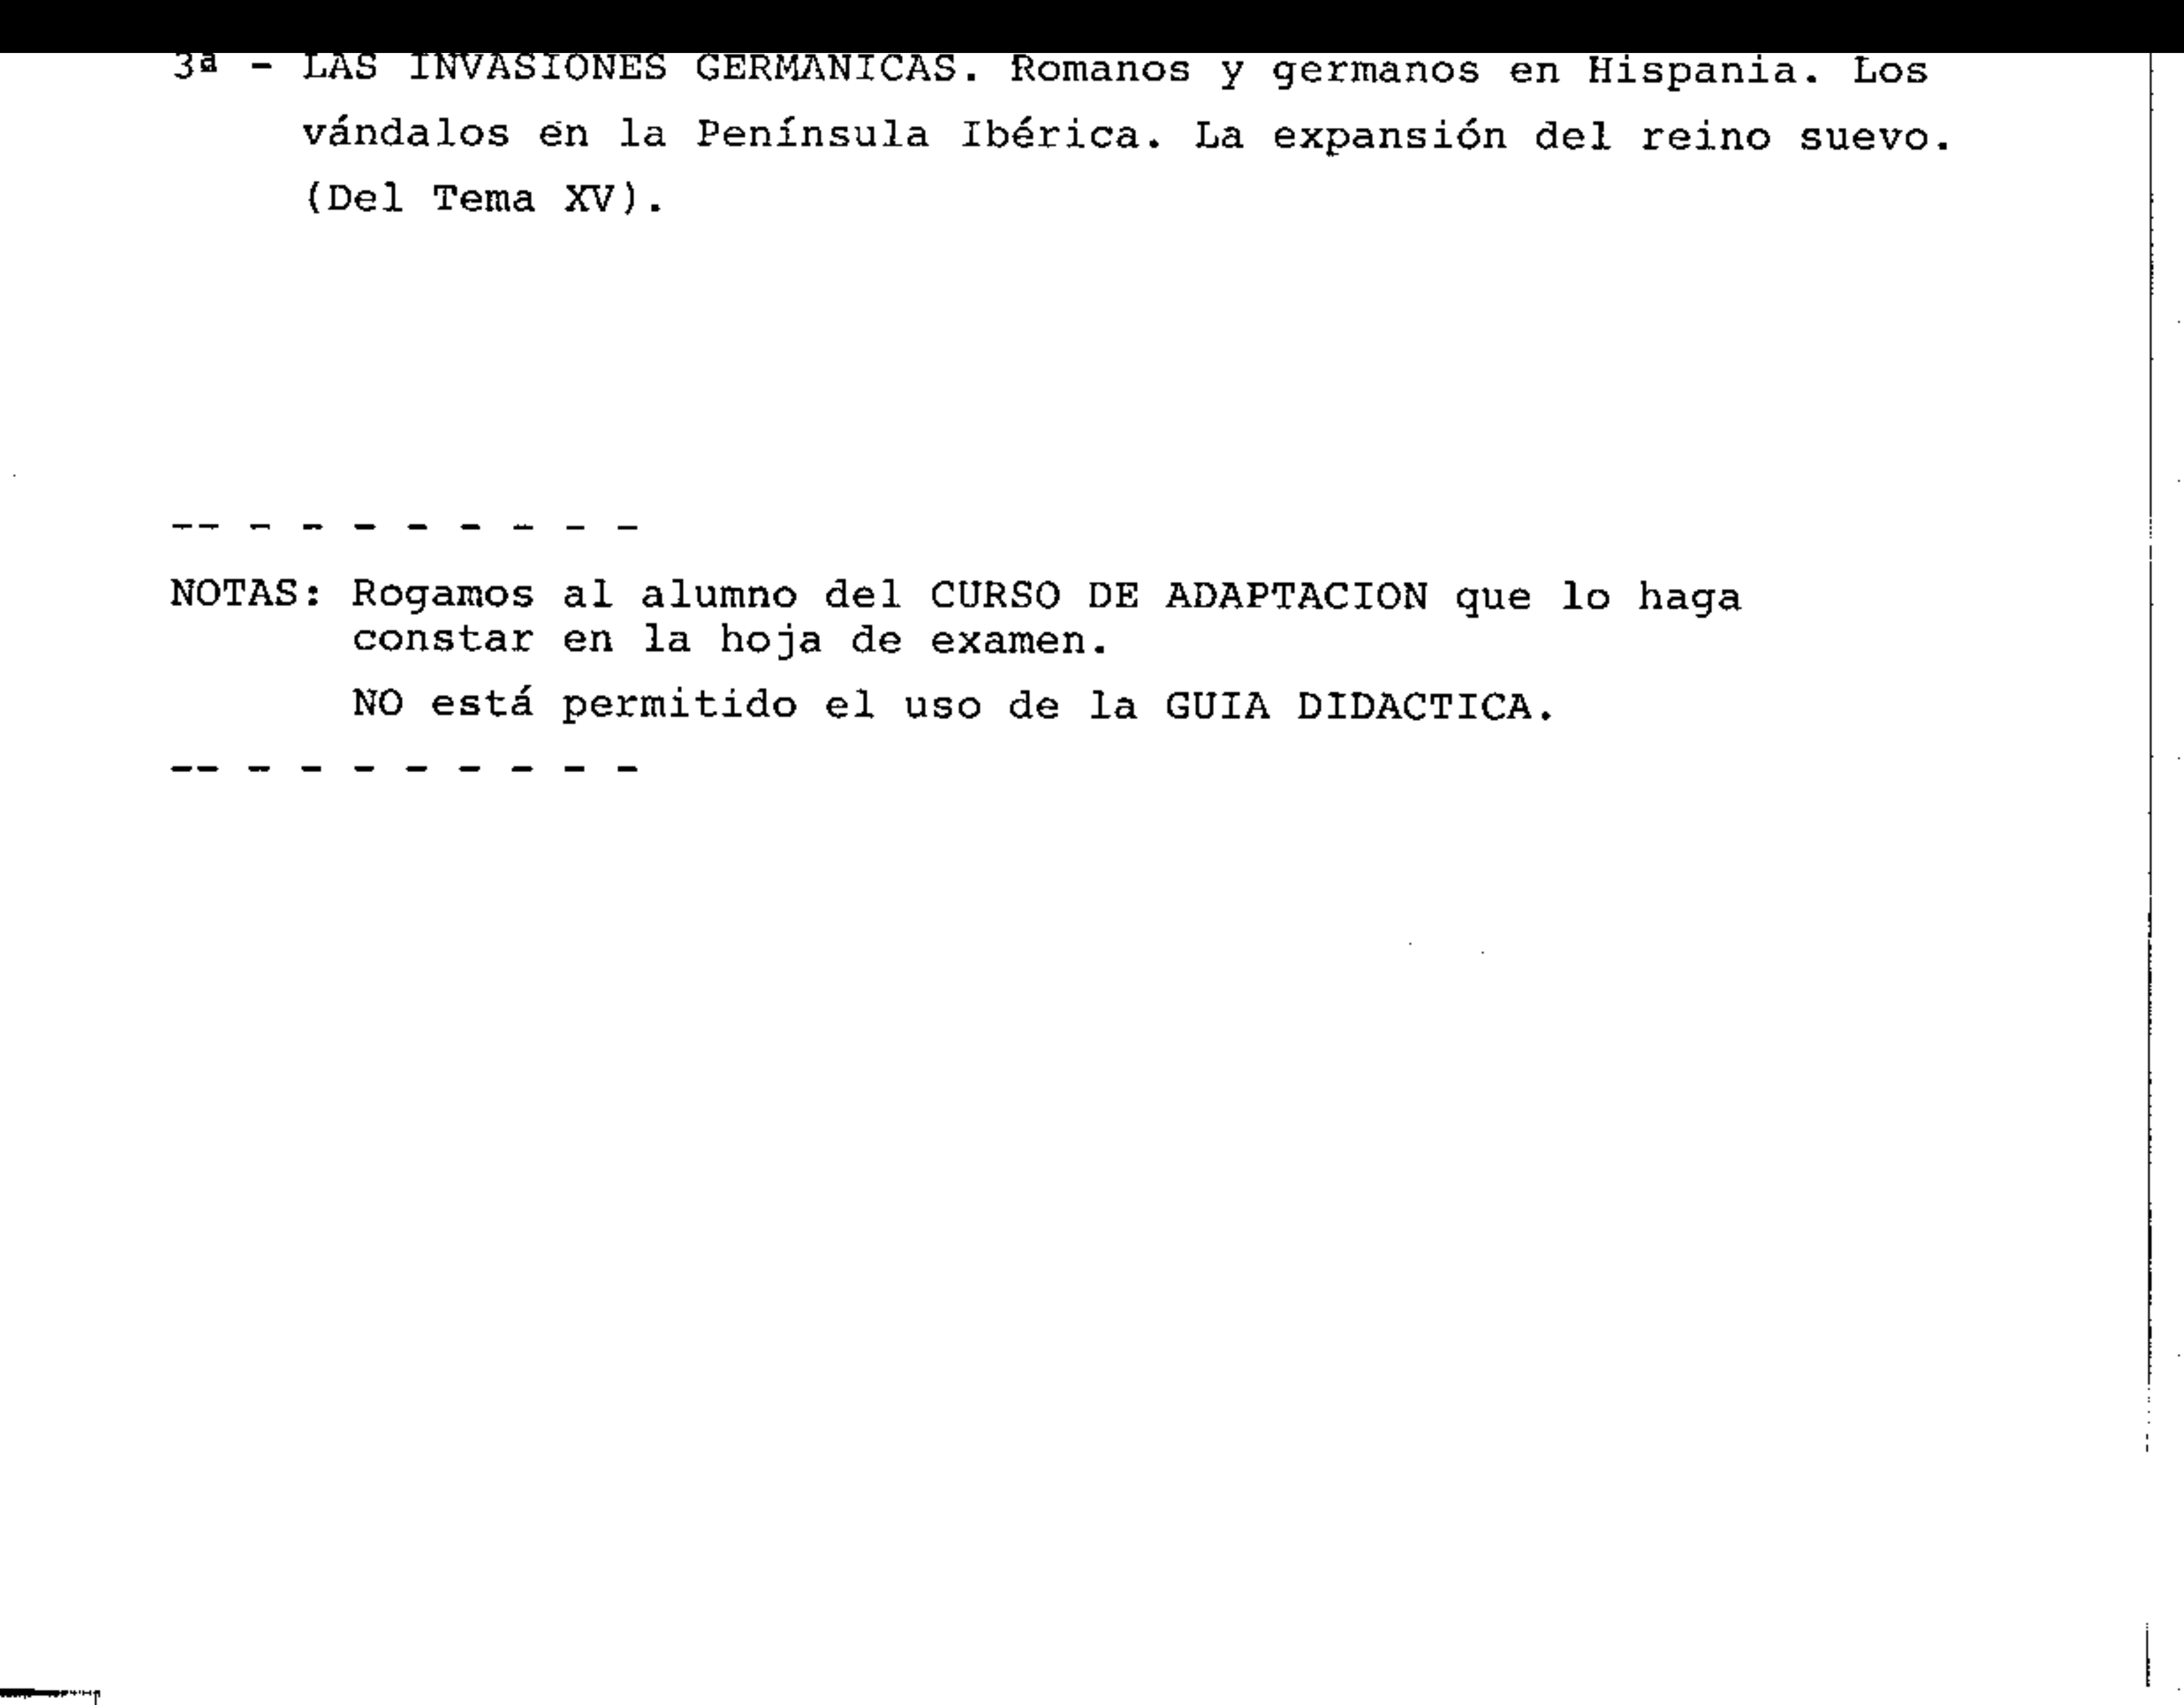 3ª - LAS INVASIONES GERMANICAS. Romanos y germanos en Hispania. Los
vándalos en la Península Ibérica. La expansión del reino suevo.
(Del Tema XV).
-- - - - - - - - -
NOTAS: Rogamos al alumno del CURSO DE ADAPTACION que lo haga
constar en la hoja de examen.
NO está permitido el uso de la GUIA DIDACTICA.
-- - - - - - - - -